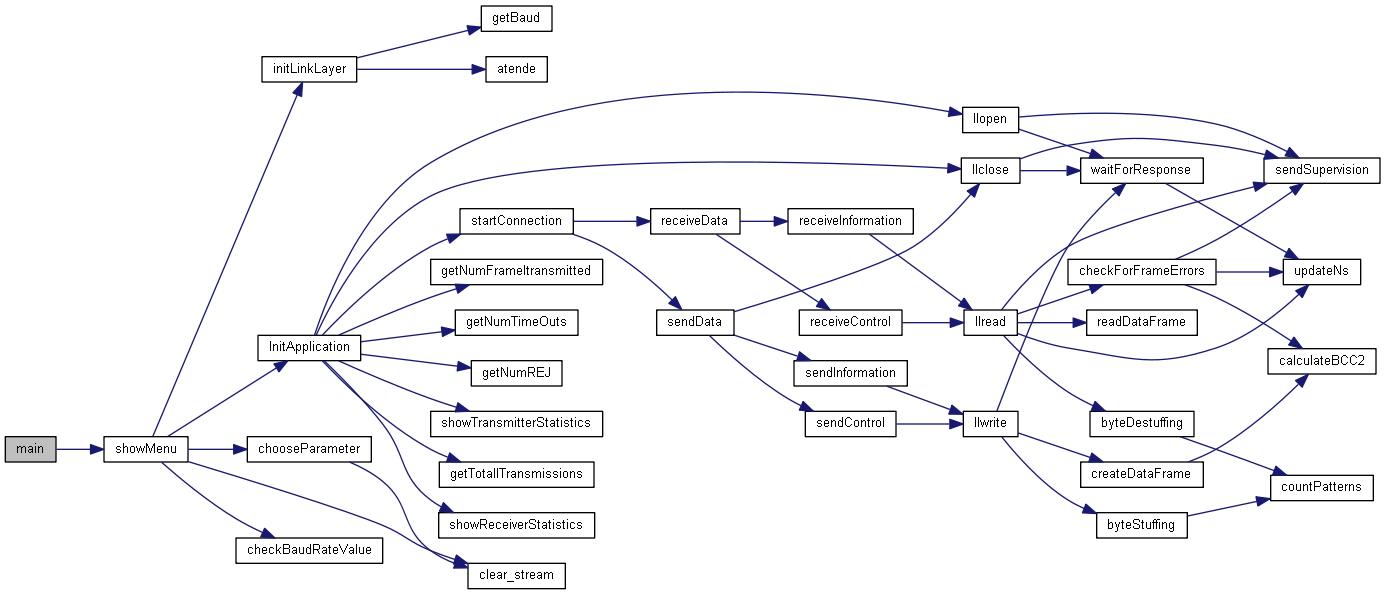 getBaud
initLinkLayer
atende
llopen
llclose
waitForResponse
sendSupervision
startConnection
receiveData
receiveInformation
getNumFrameItransmitted
checkForFrameErrors
updateNs
getNumTimeOuts
sendData
receiveControl
llread
readDataFrame
InitApplication
calculateBCC2
getNumREJ
sendInformation
showTransmitterStatistics
sendControl
llwrite
byteDestuffing
main
showMenu
chooseParameter
getTotalITransmissions
createDataFrame
countPatterns
showReceiverStatistics
byteStuffing
checkBaudRateValue
clear_stream